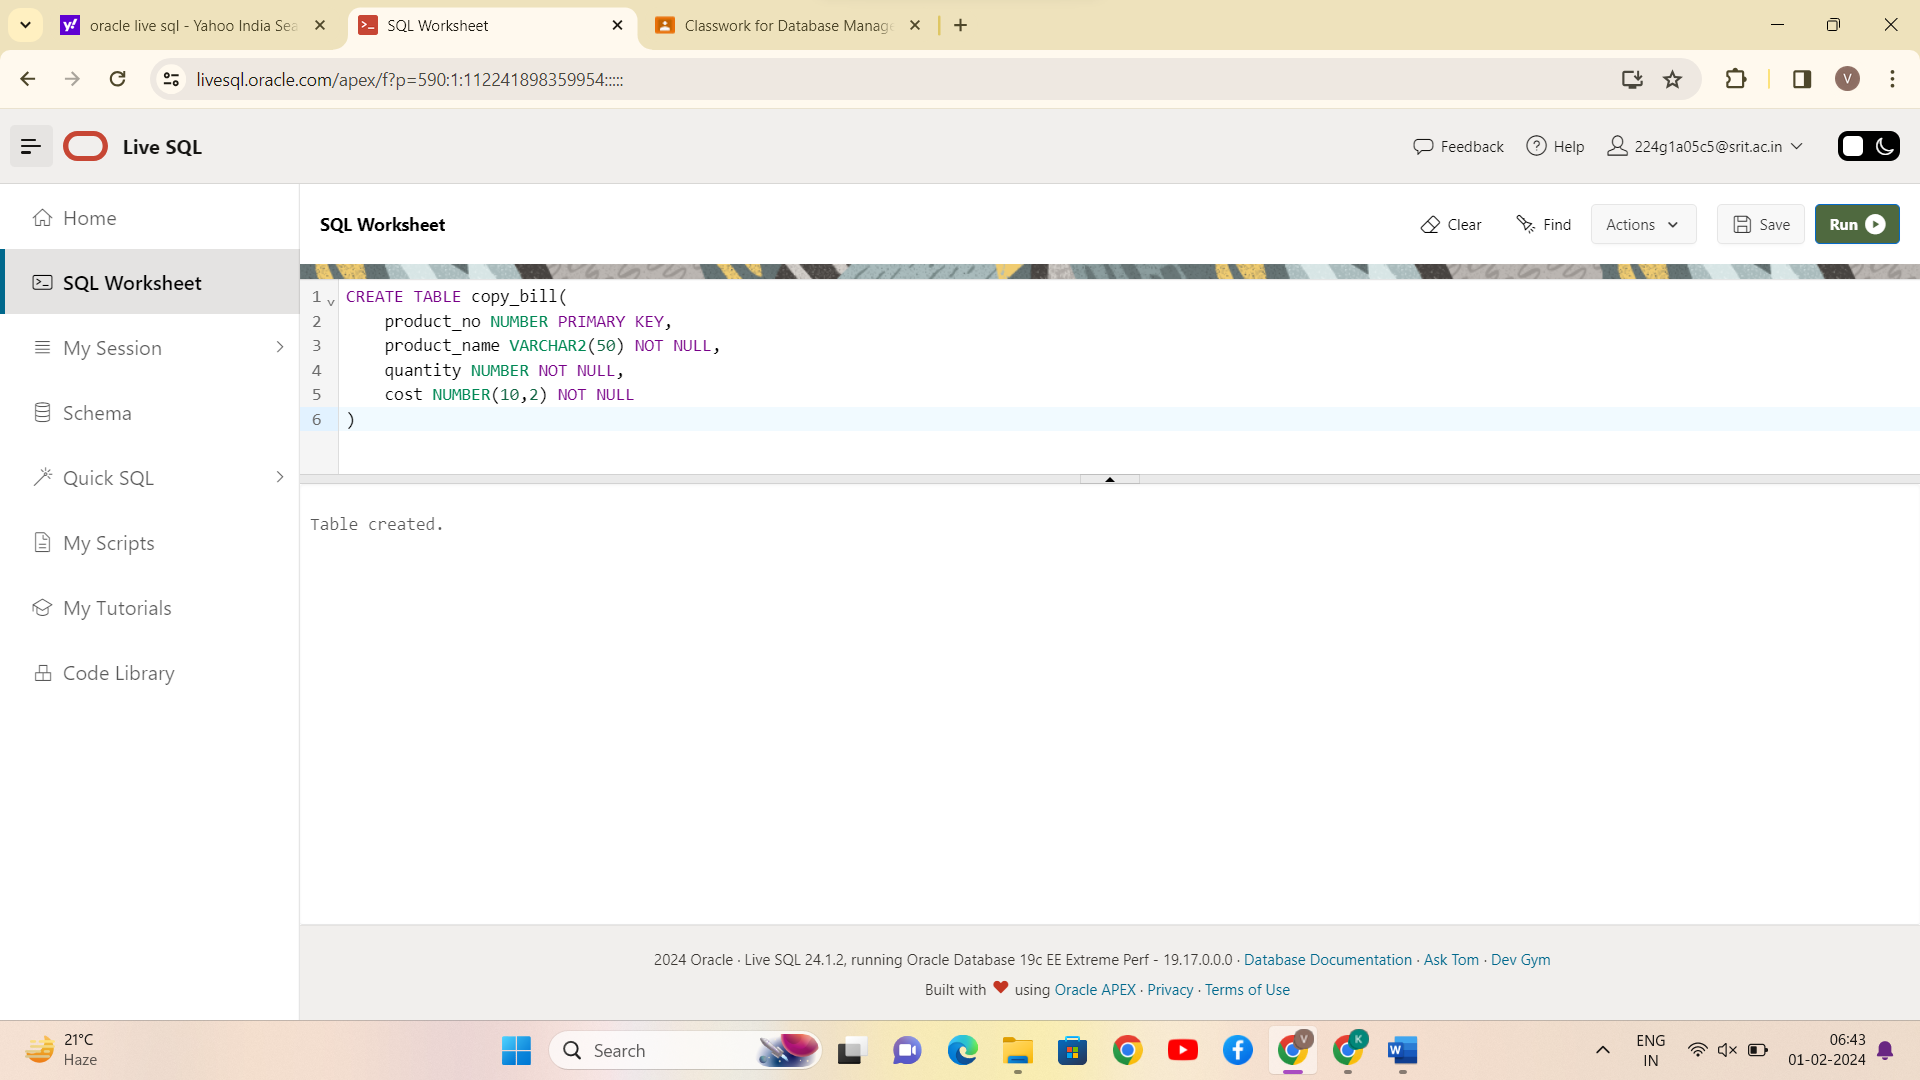 oracle live sql - Yahoo India Sea
SQL Worksheet
Classwork for Database Manage
livesql.oracle.com/apex/f?p=590:1:112241898359954:::::
V
Live SQL
Feedback
Help
224g1a05c5@srit.ac.in
Home
SQL Worksheet
My Session
Schema
Quick SQL
My Scripts
My Tutorials
Code Library
SQL Worksheet
Clear
Find
Actions
Save
Run
1 CREATE TABLE copy_bill(
2 product_no NUMBER PRIMARY KEY,
3 product_name VARCHAR2(50) NOT NULL,
4 quantity NUMBER NOT NULL,
5 cost NUMBER(10,2) NOT NULL
6 )
Table created.
2024 Oracle · Live SQL 24.1.2, running Oracle Database 19c EE Extreme Perf - 19.17.0.0.0 · Database Documentation · Ask Tom · Dev Gym
Built with ❤ using Oracle APEX · Privacy · Terms of Use
21°C
Haze
Search
V
K
W
ENG
IN
06:43
01-02-2024